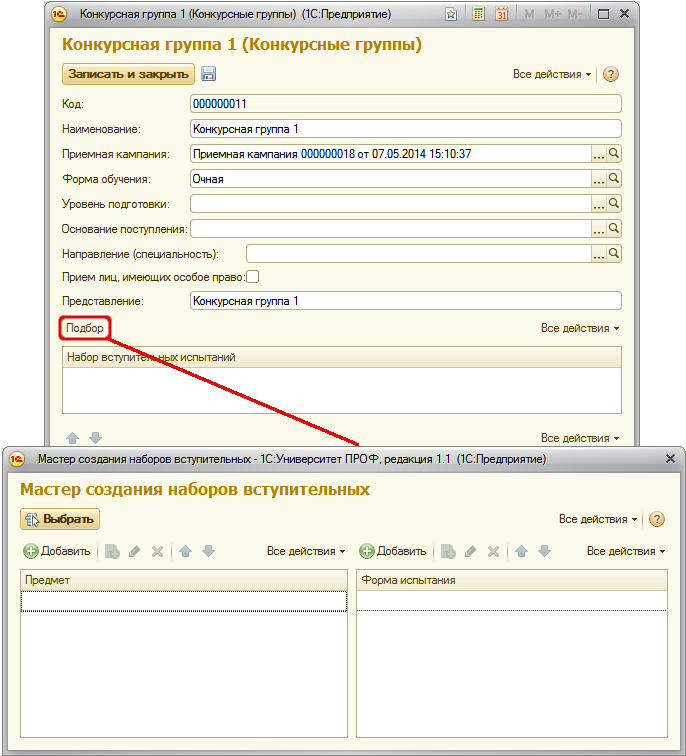 Конкурсная группа 1 (Конкурсные группы) (1С:Предприятие)
31 M M+ M-
Конкурсная группа 1 (Конкурсные группы)
Записать и закрыть
Все действия
?
Код: 000000011
Наименование: Конкурсная группа 1
Приемная кампания: Приемная кампания 000000018 от 07.05.2014 15:10:37 ...
Форма обучения: Очная ...
Уровень подготовки: ...
Основание поступления: ...
Направление (специальность): ...
Прием лиц, имеющих особое право:
Представление: Конкурсная группа 1
Подбор Все действия
Набор вступительных испытаний
Все действия
Мастер создания наборов вступительных - 1С:Университет ПРОФ, редакция 1.1 (1С:Предприятие)
Мастер создания наборов вступительных
Выбрать Все действия ?
Добавить Все действия Добавить Все действия
Предмет Форма испытания